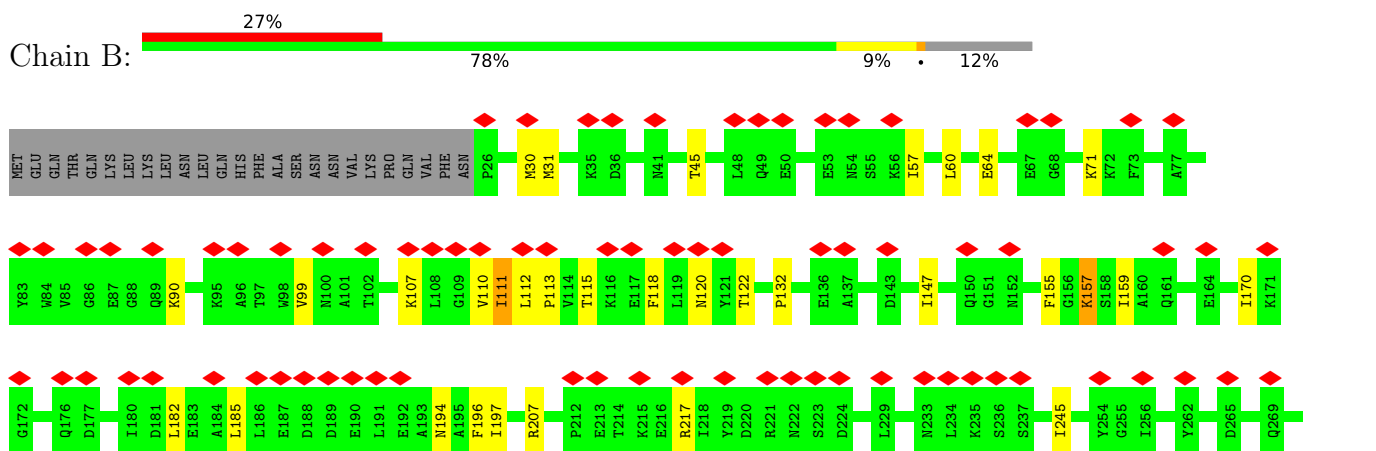 27%
Chain B:
78% 9% • 12%
MET GLU GLN THR GLN LYS LEU LYS LEU ASN LEU GLN HIS PHE ALA SER ASN ASN VAL LYS PRO GLN VAL PHE ASN P26 M30 M31 K35 D36 N41 T45 L48 Q49 E50 E53 N54 S55 K56 I57 L60 E64 E67 G68 K71 K72 F73 A77
Y83 W84 V85 G86 E87 G88 Q89 K90 K95 A96 T97 W98 V99 N100 A101 T102 K107 L108 G109 V110 I111 L112 P113 V114 T115 K116 E117 F118 L119 N120 Y121 T122 P132 E136 A137 D143 I147 Q150 G151 N152 F155 G156 K157 S158 I159 A160 Q161 E164 I170 K171
G172 Q176 D177 I180 D181 L182 E183 A184 L185 L186 E187 D188 D189 E190 L191 E192 A193 N194 A195 F196 I197 R207 P212 E213 T214 K215 E216 R217 I218 Y219 D220 R221 N222 S223 D224 L229 N233 L234 K235 S236 S237 I245 Y254 G255 I256 Y262 D265 Q269